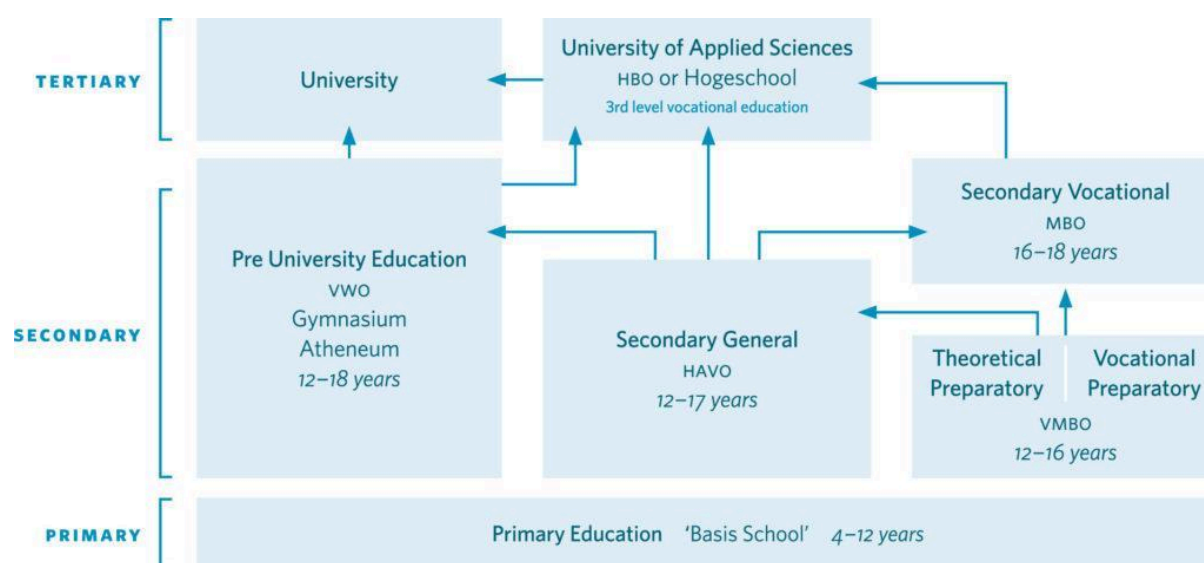 TERTIARY
University
University of Applied Sciences
HBO or Hogeschool
3rd level vocational education
SECONDARY
Pre University Education
VWO
Gymnasium
Atheneum
12–18 years
Secondary General
HAVO
12–17 years
Secondary Vocational
MBO
16–18 years
Theoretical
Preparatory
Vocational
Preparatory
VMBO
12–16 years
PRIMARY
Primary Education 'Basis School' 4–12 years